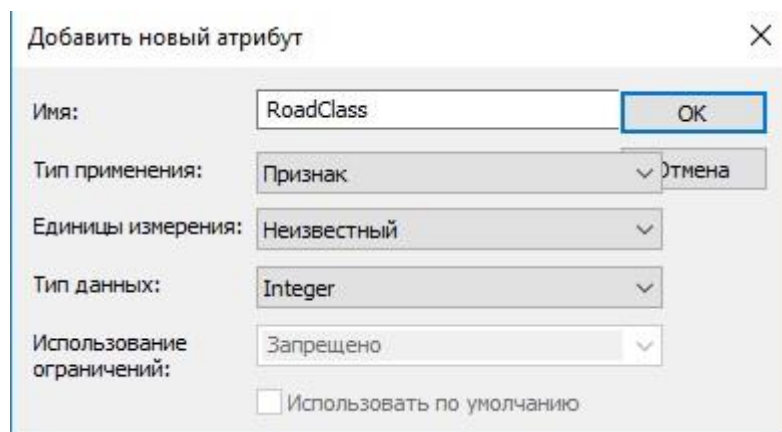 Добавить новый атрибут
Имя: RoadClass OK
Тип применения: Признак Отмена
Единицы измерения: Неизвестный
Тип данных: Integer
Использование Запрещено
ограничений:
Использовать по умолчанию